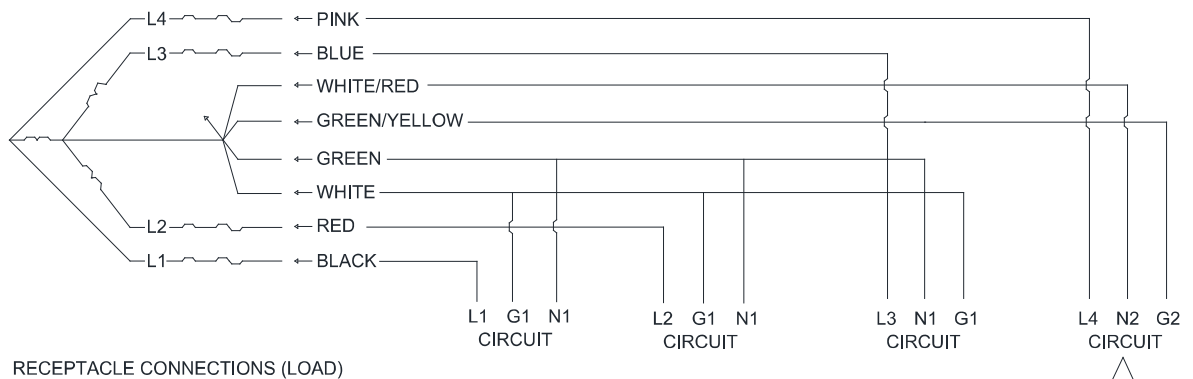 L4 PINK
L3 BLUE
WHITE/RED
GREEN/YELLOW
GREEN
WHITE
L2 RED
L1 BLACK
L1 G1 N1 L2 G1 N1 L3 N1 G1 L4 N2 G2
CIRCUIT CIRCUIT CIRCUIT CIRCUIT
RECEPTACLE CONNECTIONS (LOAD)